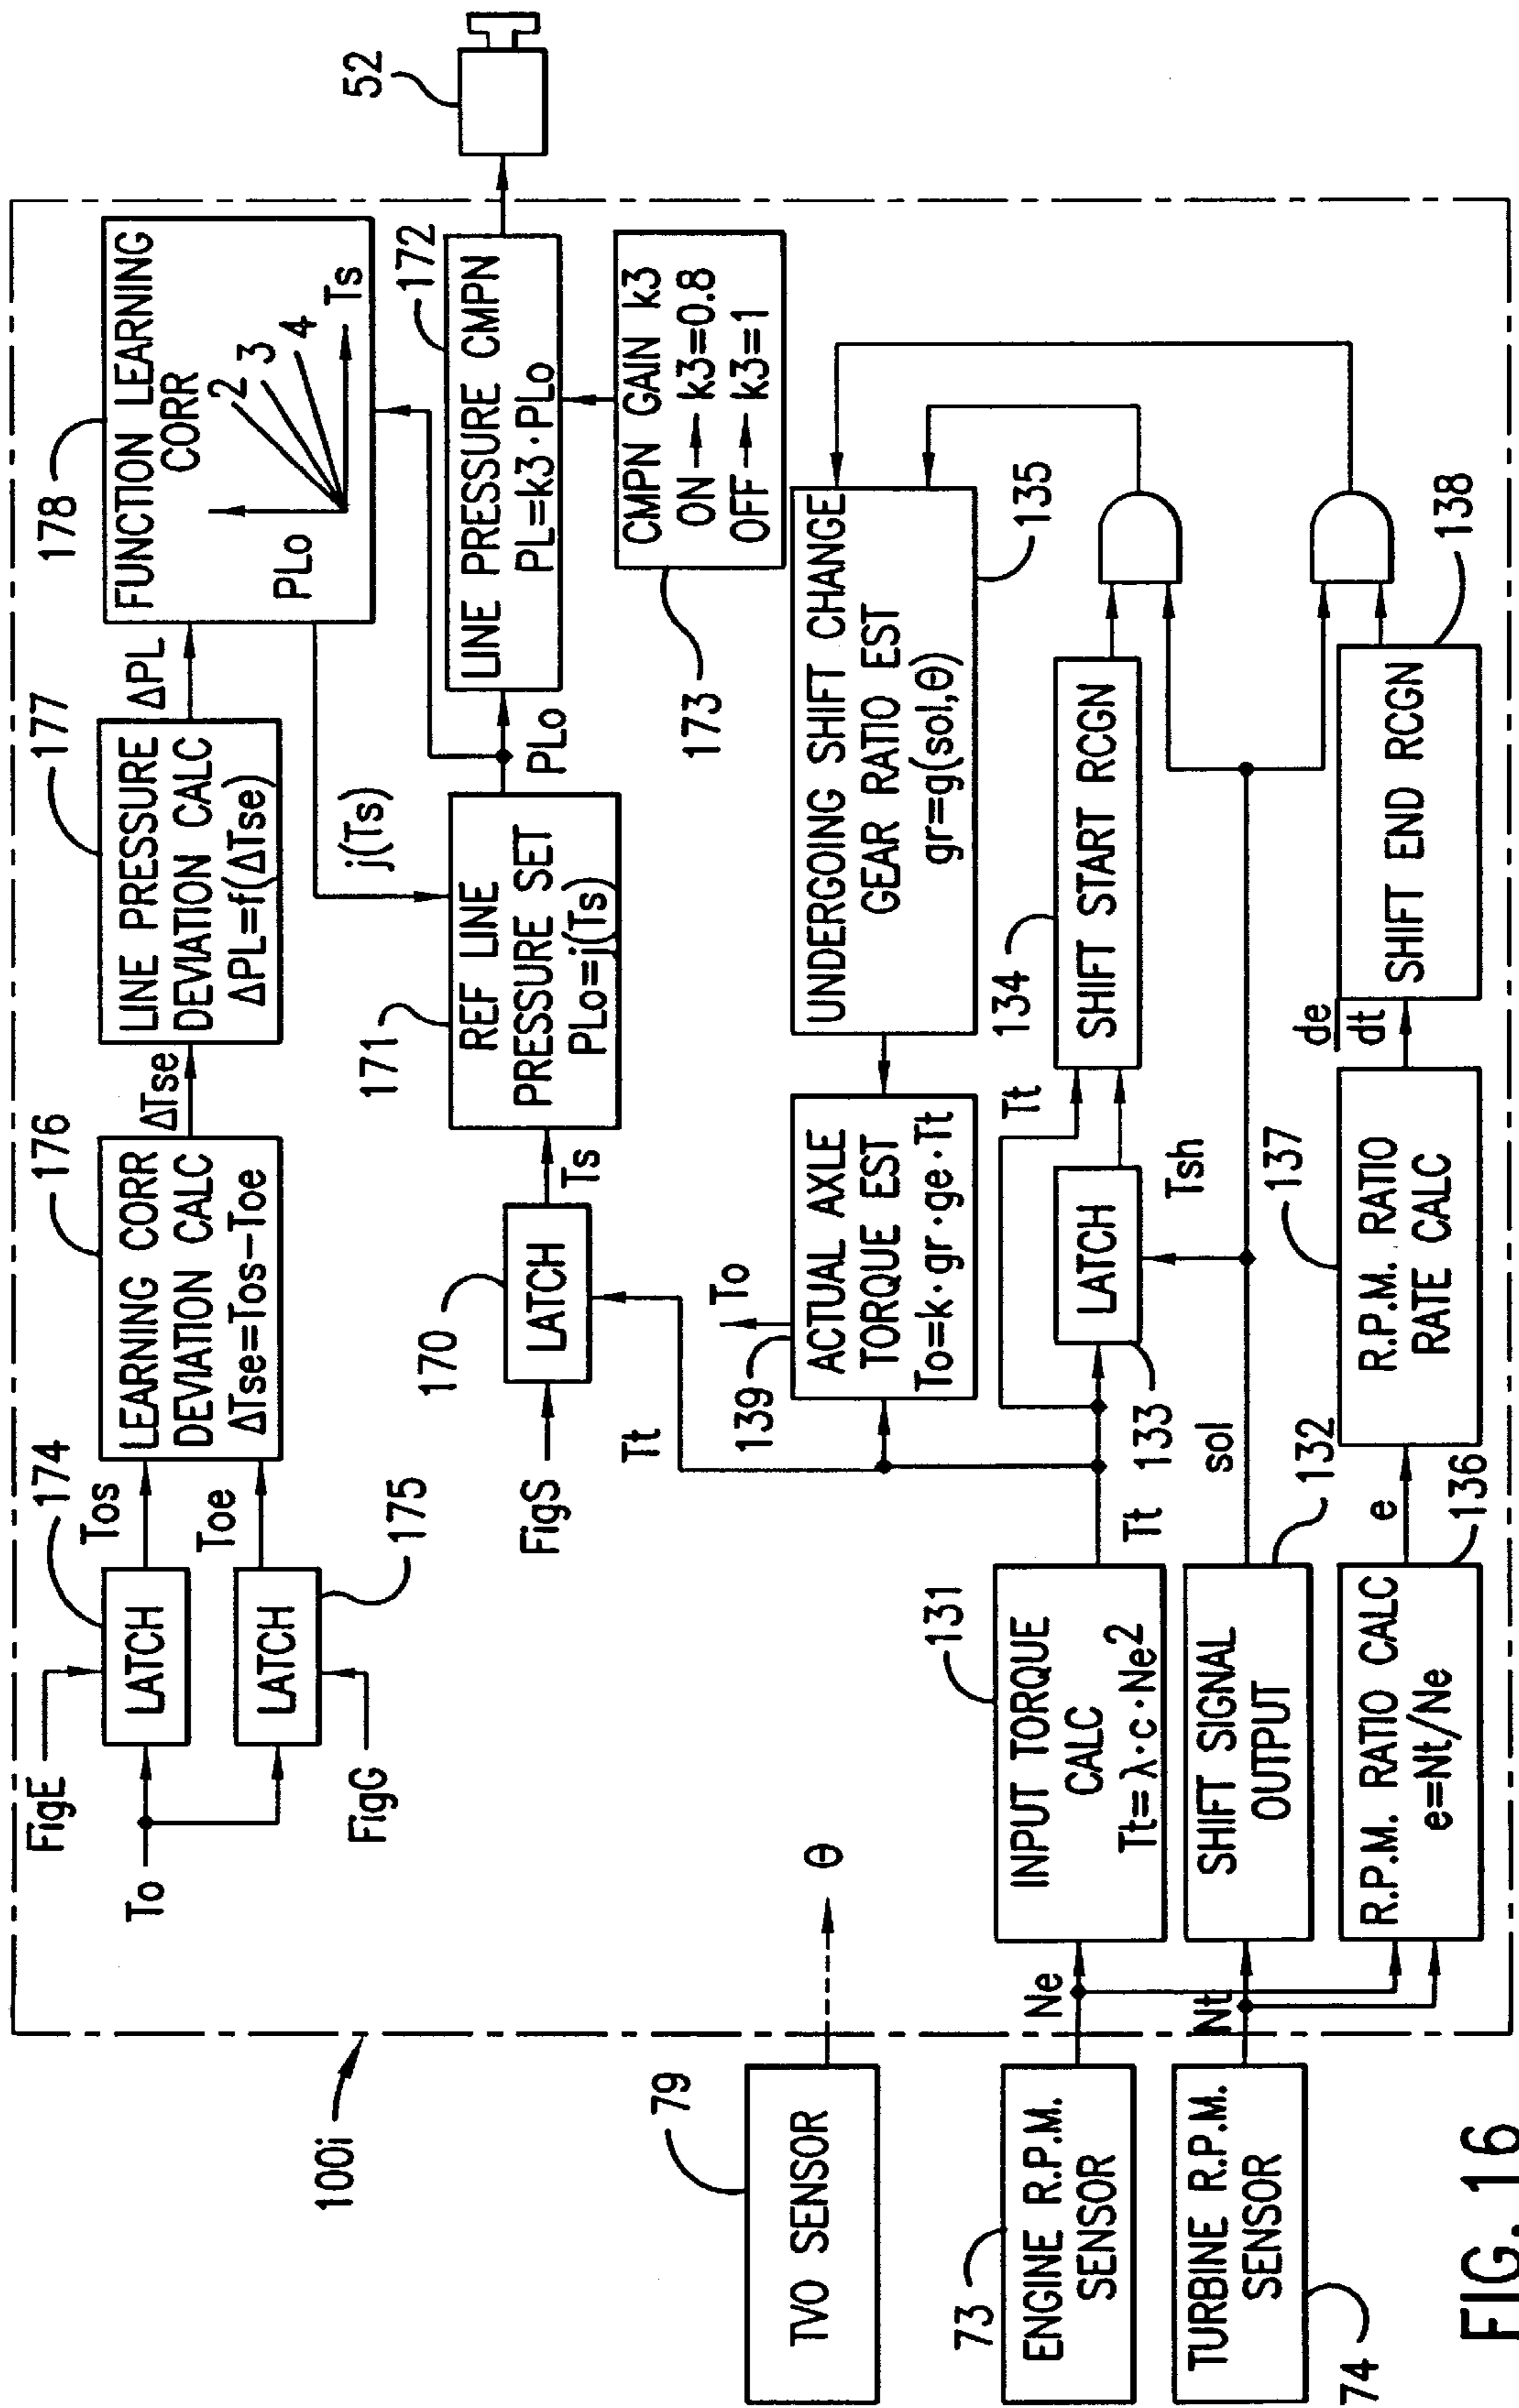 100i
To
FigE
FigG
174
LATCH
Tos
LATCH
Toe
175
176
LEARNING CORR
DEVIATION CALC
ΔTse=Tos−Toe
ΔTse
177
LINE PRESSURE
DEVIATION CALC
ΔPL=f(ΔTse)
ΔPL
178
FUNCTION LEARNING
CORR
PLo
2
3
4
Ts
j(Ts)
FigS
170
LATCH
Ts
Tt
171
REF LINE
PRESSURE SET
PLo=j(Ts)
PLo
172
LINE PRESSURE CMPN
PL=k3·PLo
52
173
CMPN GAIN k3
ON → k3=0.8
OFF → k3=1
79
TVO SENSOR
θ
To
139
ACTUAL AXLE
TORQUE EST
To=k·gr·ge·Tt
UNDERGOING SHIFT CHANGE
GEAR RATIO EST
gr=g(sol,θ)
135
73
ENGINE R.P.M.
SENSOR
Ne
131
INPUT TORQUE
CALC
Tt=λ·c·Ne2
Tt
133
LATCH
Tt
Tsh
134
SHIFT START RCGN
74
TURBINE R.P.M.
SENSOR
Nt
SHIFT SIGNAL
OUTPUT
132
sol
R.P.M. RATIO CALC
e=Nt/Ne
136
e
137
R.P.M. RATIO
RATE CALC
de
dt
SHIFT END RCGN
138
FIG. 16